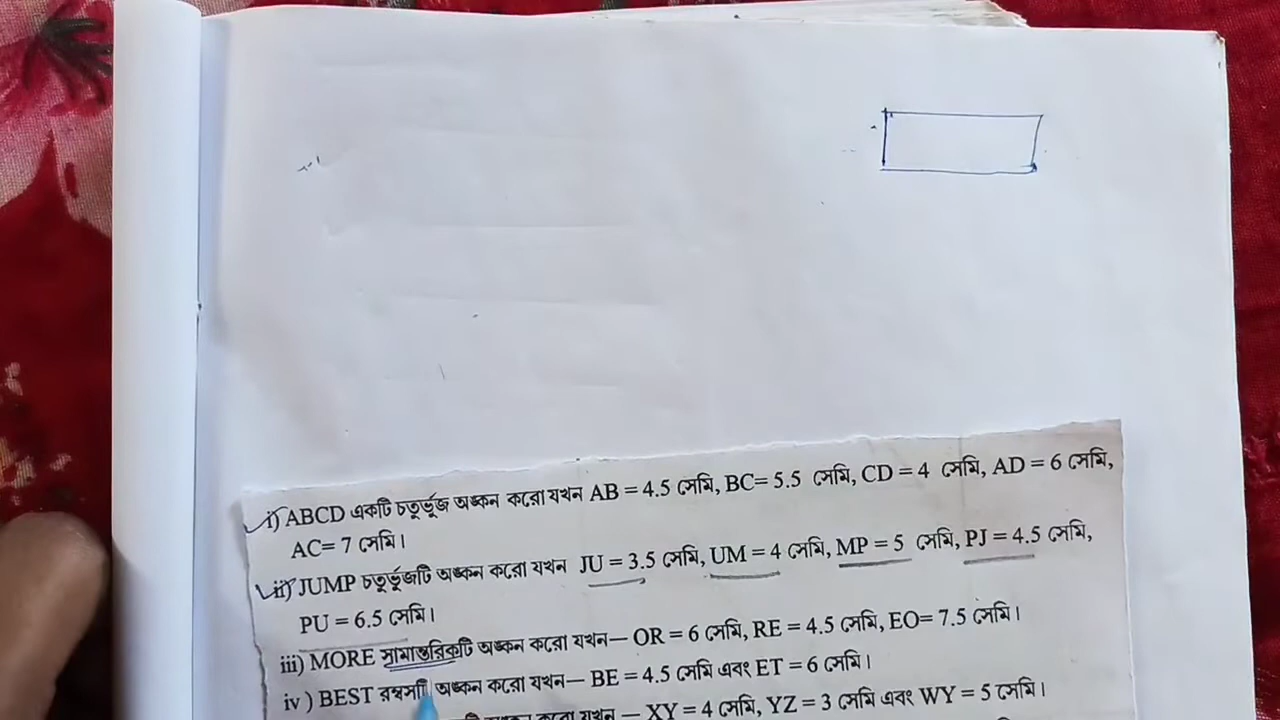 i) ABCD একটি চতুর্ভুজ অঙ্কন করো যখন AB = 4.5 সেমি, BC= 5.5 সেমি, CD = 4 সেমি, AD = 6 সেমি,
AC= 7 সেমি।
ii) JUMP চতুর্ভুজটি অঙ্কন করো যখন JU = 3.5 সেমি, UM = 4 সেমি, MP = 5 সেমি, PJ = 4.5 সেমি,
PU = 6.5 সেমি।
iii) MORE সামান্তরিকটি অঙ্কন করো যখন— OR = 6 সেমি, RE = 4.5 সেমি, EO= 7.5 সেমি।
iv ) BEST অঙ্কন করো যখন— BE = 4.5 সেমি এবং ET = 6 সেমি।
অঙ্কন করো যখন — XY = 4 সেমি, YZ = 3 সেমি এবং WY = 5 সেমি।